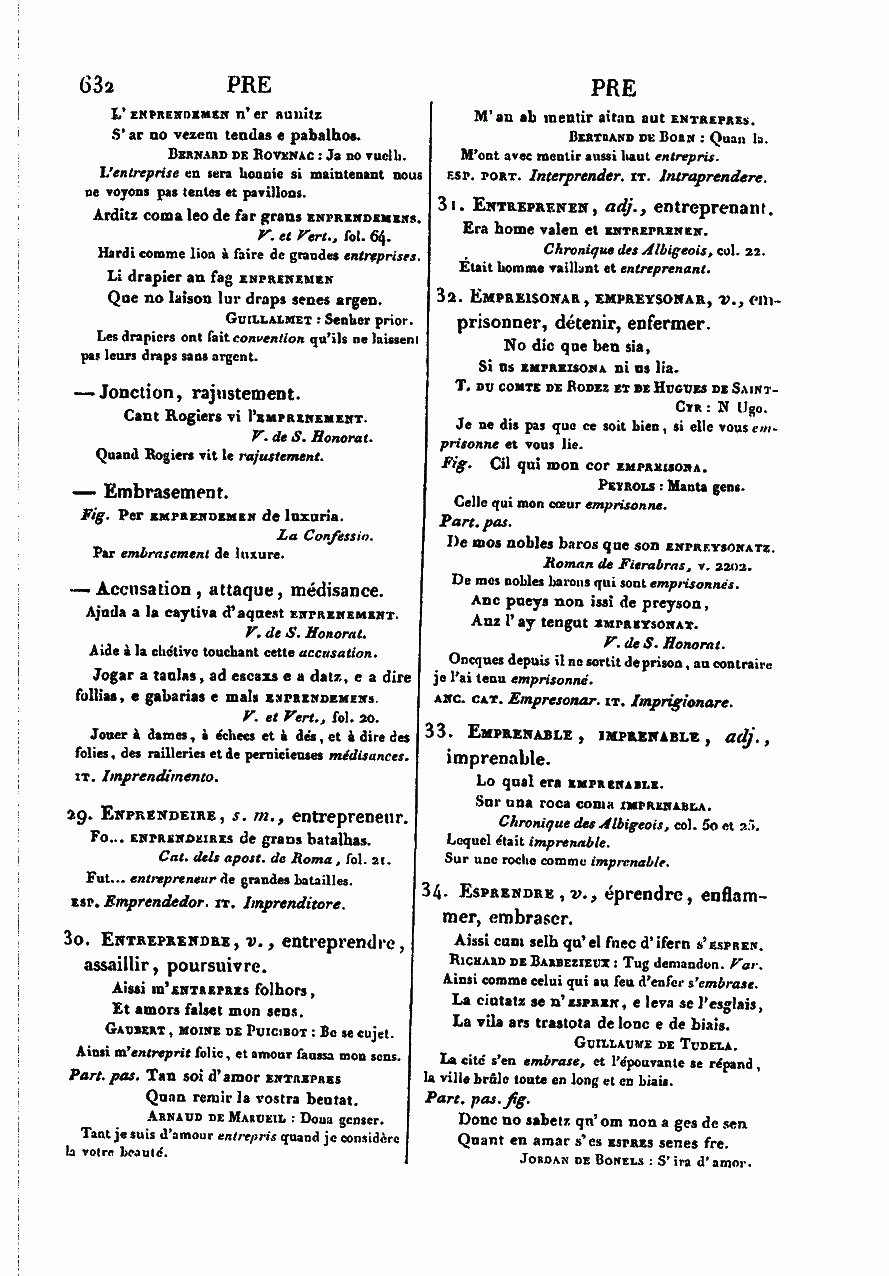 632 PRE PRE
L'ENPRENDEMEN n'er aunitz
S'ar no vezem tendas e pabalhos.
BERNARD DE ROVENAC : Ja no vuelh.
L'entreprise en sera honnie si maintenant nous
ne voyons pas tentes et pavillons.
Arditz coma leo de far grans ENPRENDEMENS.
V. et Vert., fol. 64.
Hardi comme lion à faire de grandes entreprises.
Li drapier an fag ENPRENEMEN
Que no laison lur draps senes argen.
GUILLALMET : Senher prior.
Les drapiers ont fait convention qu'ils ne laissent
pas leurs draps sans argent.
— Jonction, rajustement.
Cant Rogiers vi l'EMPRENEMENT.
V. de S. Honorat.
Quand Rogiers vit le rajustement.
— Embrasement.
Fig. Per EMPRENDEMEN de luxuria.
La Confessio.
Par embrasement de luxure.
— Accusation, attaque, médisance.
Ajuda a la caytiva d'aquest ENPRENEMENT.
V. de S. Honorat.
Aide à la chétive touchant cette accusation.
Jogar a taulas, ad escaxs e a datz, e a dire
follias, e gabarias e mals ENPRENDEMENS.
V. et Vert., fol. 20.
Jouer à dames, à échecs et à dés, et à dire des
folies, des railleries et de pernicieuses médisances.
IT. Imprendimento.
29. ENPRENDEIRE, s. m., entrepreneur.
Fo... ENPRENDEIRES de grans batalhas.
Cat. dels apost. de Roma, fol. 21.
Fut... entrepreneur de grandes batailles.
ESP. Emprendedor. IT. Imprenditore.
30. ENTREPRENDRE, v., entreprendre,
assaillir, poursuivre.
Aissi m'ENTREPRES folhors,
Et amors falset mon sens.
GAUBERT, MOINE DE PUICIBOT : Be se cujet.
Ainsi m'entreprit folie, et amour faussa mon sens.
Part. pas. Tan soi d'amor ENTREPRES
Quan remir la vostra beutat.
ARNAUD DE MARUEIL : Dona genser.
Tant je suis d'amour entrepris quand je considère
la votre beauté.
M'an ab mentir aitan aut ENTREPRES.
BERTRAND DE BORN : Quan la.
M'ont avec mentir aussi haut entrepris.
ESP. PORT. Interprender. IT. Intraprendere.
31. ENTREPRENEN, adj., entreprenant.
Era home valen et ENTREPRENEN.
Chronique des Albigeois, col. 22.
Était homme vaillant et entreprenant.
32. EMPREISONAR, EMPREYSONAR, v., em-
prisonner, détenir, enfermer.
No dic que ben sia,
Si us EMPREISONA ni us lia.
T. DU COMTE DE RODEZ ET DE HUGUES DE SAINT-
CYR : N Ugo.
Je ne dis pas que ce soit bien, si elle vous em-
prisonne et vous lie.
Fig. Cil qui mon cor EMPREISONA.
PEYROLS : Manta gens.
Celle qui mon cœur emprisonne.
Part. pas.
De mos nobles baros que son ENPREYSONATZ.
Roman de Fierabras, v. 2202.
De mes nobles barons qui sont emprisonnés.
Anc pueys non issi de preyson,
Anz l'ay tengut EMPREYSONAT.
V. de S. Honorat.
Oncques depuis il ne sortit de prison, au contraire
je l'ai tenu emprisonné.
ANC. CAT. Empresonar. IT. Imprigionare.
33. EMPRENABLE, IMPRENABLE, adj.,
imprenable.
Lo qual era EMPRENABLE.
Sur una roca coma IMPRENABLA.
Chronique des Albigeois, col. 50 et 25.
Lequel était imprenable.
Sur une roche comme imprenable.
34. ESPRENDRE, v., éprendre, enflam-
mer, embraser.
Aissi cum selh qu'el fuec d'ifern s'ESPREN.
RICHARD DE BARBEZIEUX : Tug demandon. Var.
Ainsi comme celui qui au feu d'enfer s'embrase.
La ciutatz se n'ESPREN, e leva se l'esglais,
La vila ars trastota de lonc e de biais.
GUILLAUME DE TUDELA.
La cité s'en embrase, et l'épouvante se répand,
la ville brûle toute en long et en biais.
Part. pas. fig.
Donc no sabetz qu'om non a ges de sen
Quant en amar s'es ESPRES senes fre.
JORDAN DE BONELS : S'ira d'amor.